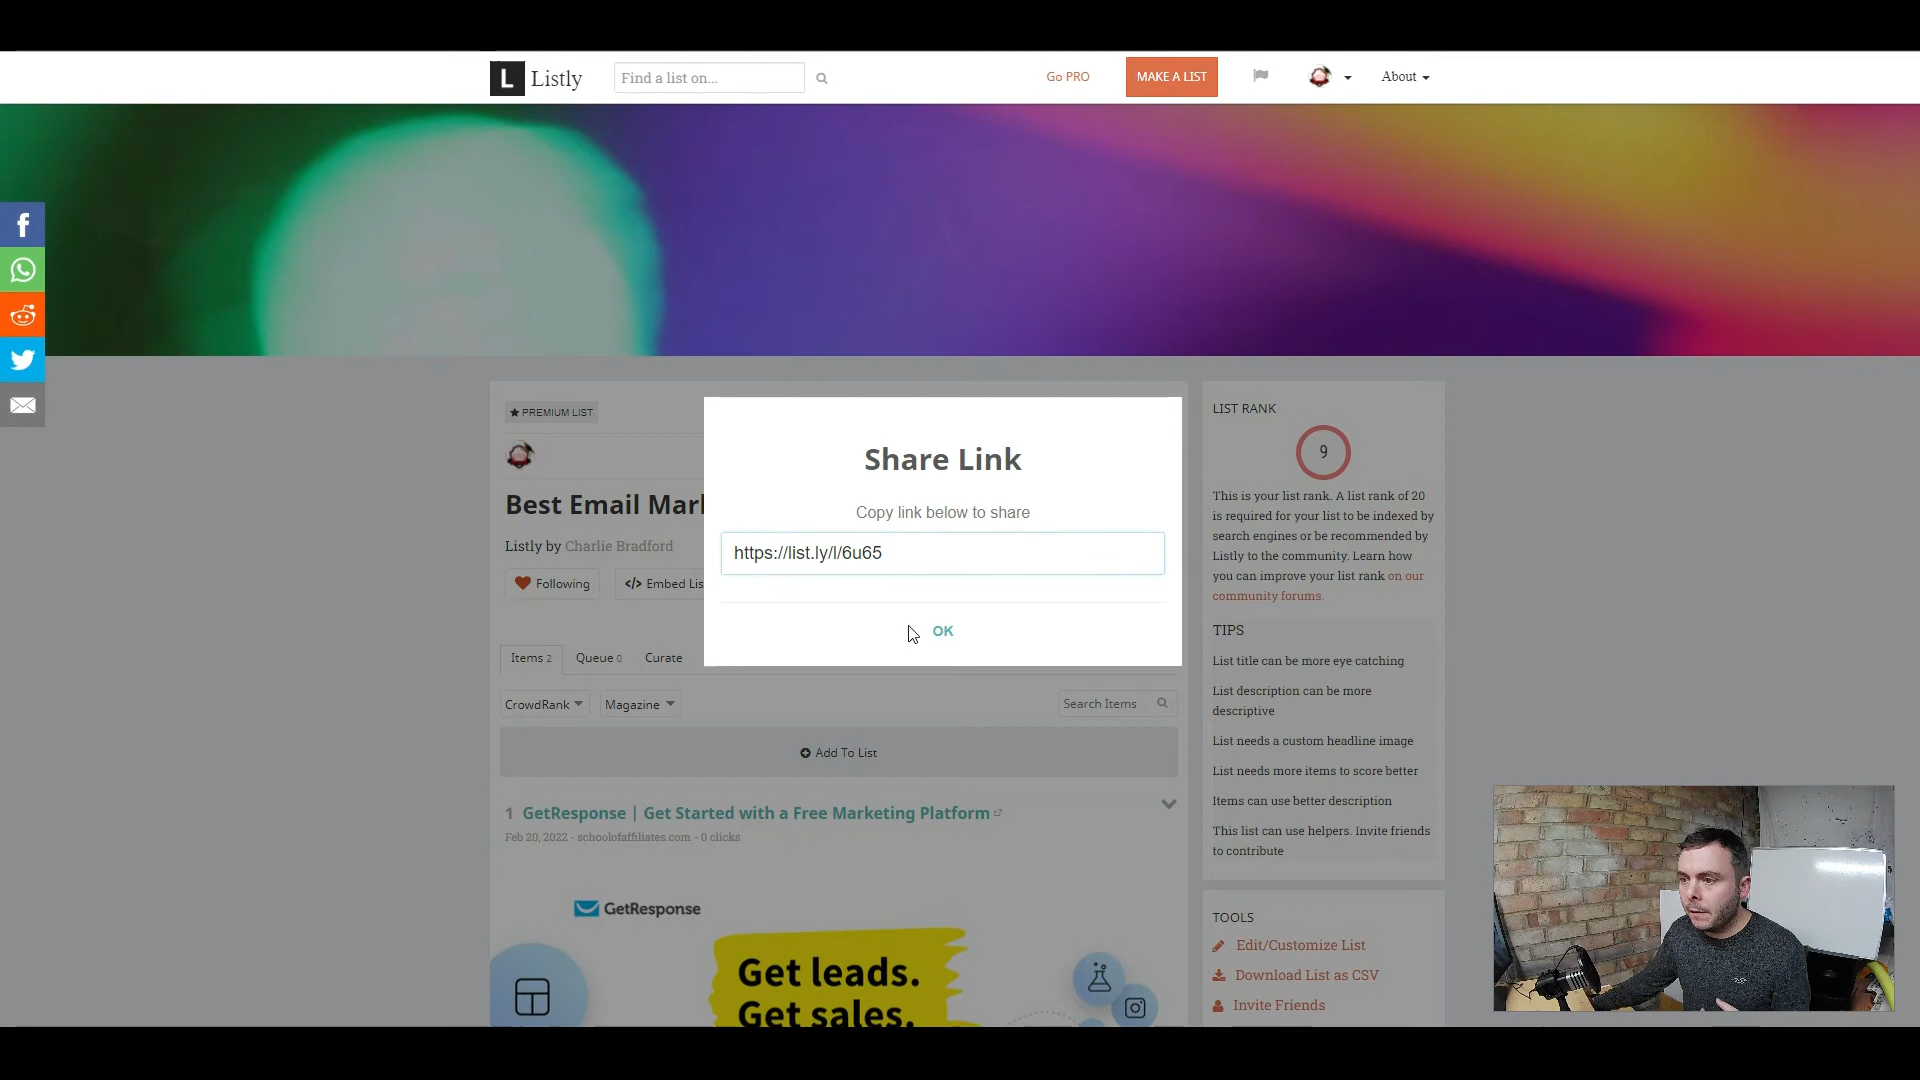 L Listly
Find a list on...
Go PRO
MAKE A LIST
About
PREMIUM LIST
Best Email Mar
Listly by Charlie Bradford
Following
</> Embed Lis
Share Link
Copy link below to share
https://list.ly/l/6u65
OK
Items 2
Queue 0
Curate
CrowdRank
Magazine
Search Items
Add To List
1 GetResponse | Get Started with a Free Marketing Platform
Feb 20, 2022 - schoolofaffiliates.com - 0 clicks
GetResponse
Get leads.
Get sales.
LIST RANK
9
This is your list rank. A list rank of 20
is required for your list to be indexed by
search engines or be recommended by
Listly to the community. Learn how
you can improve your list rank on our
community forums.
TIPS
List title can be more eye catching
List description can be more
descriptive
List needs a custom headline image
List needs more items to score better
Items can use better description
This list can use helpers. Invite friends
to contribute
TOOLS
Edit/Customize List
Download List as CSV
Invite Friends